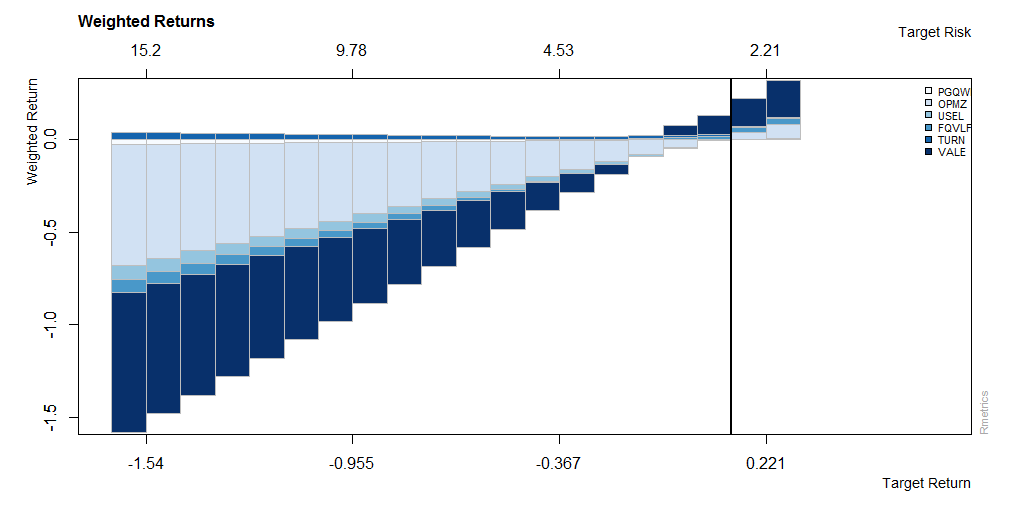 Weighted Returns
Target Risk
15.2 9.78 4.53 2.21
Weighted Return
0.0
-0.5
-1.0
-1.5
PGQW
OPMZ
USEL
FQVLF
TURN
VALE
Rmetrics
-1.54 -0.955 -0.367 0.221
Target Return